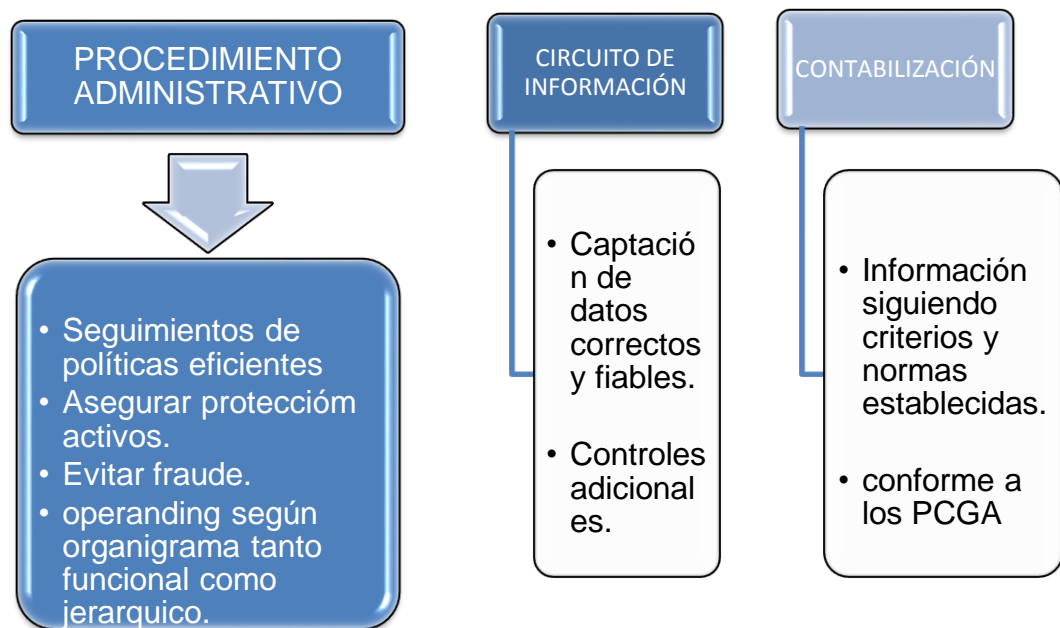 PROCEDIMIENTO
ADMINISTRATIVO
• Seguimientos de
políticas eficientes
• Asegurar proteccióm
activos.
• Evitar fraude.
• operanding según
organigrama tanto
funcional como
jerarquico.
CIRCUITO DE
INFORMACIÓN
• Captació
n de
datos
correctos
y fiables.
• Controles
adicional
es.
CONTABILIZACIÓN
• Información
siguiendo
criterios y
normas
establecidas.
• conforme a
los PCGA